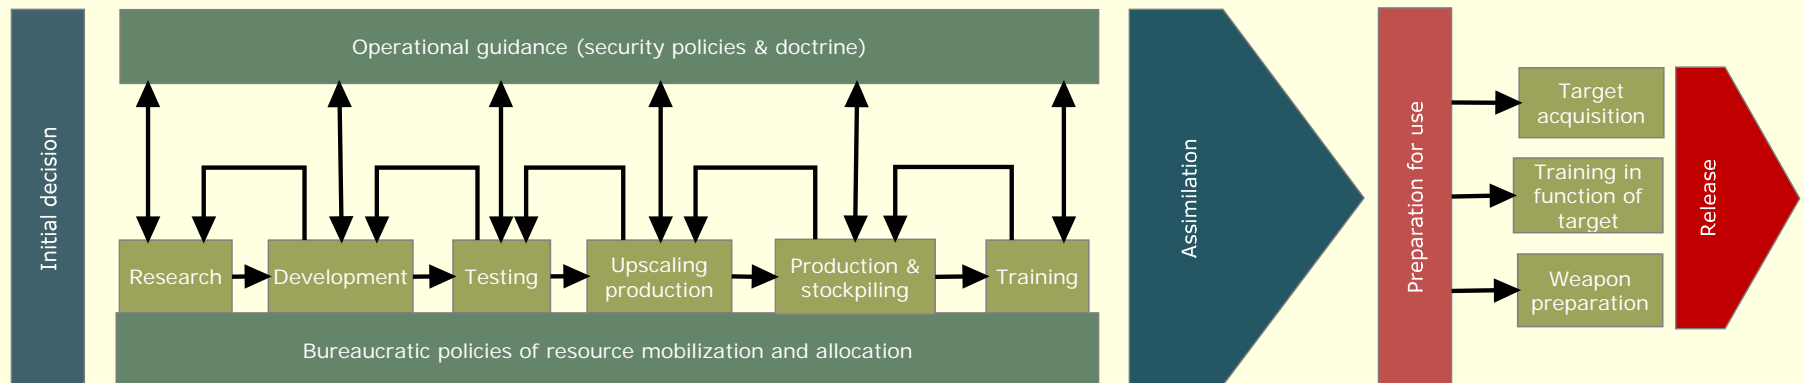 Initial decision
Operational guidance (security policies & doctrine)
Research
Development
Testing
Upscaling
production
Production &
stockpiling
Training
Bureaucratic policies of resource mobilization and allocation
Assimilation
Preparation for use
Target
acquisition
Training in
function of
target
Weapon
preparation
Release